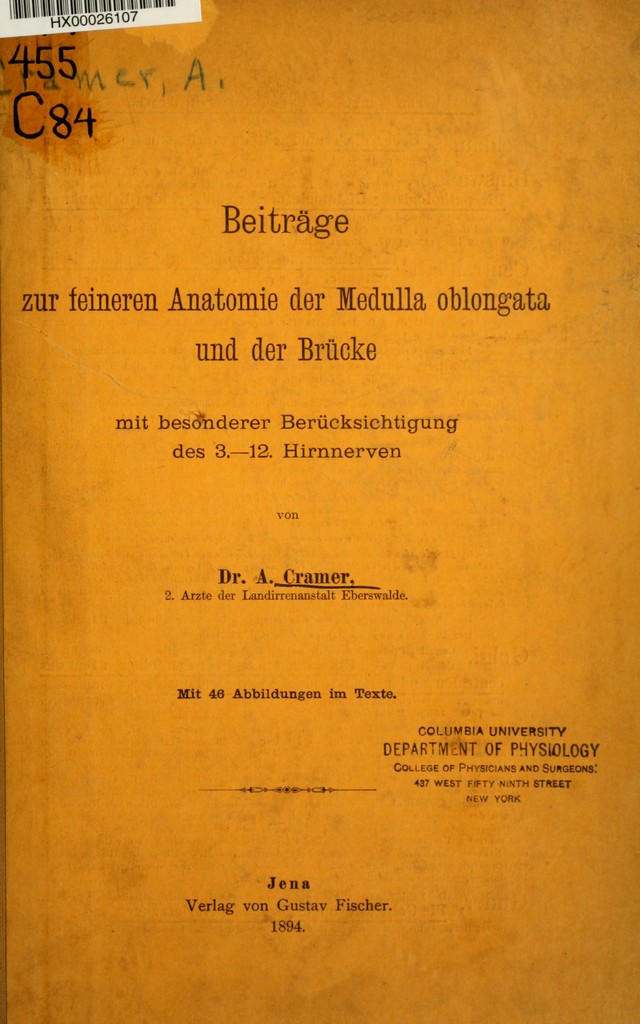 HX00026107
455
Cramer, A.
C84
Beiträge
zur feineren Anatomie der Medulla oblongata
und der Brücke
mit besonderer Berücksichtigung
des 3.—12. Hirnnerven
von
Dr. A. Cramer,
2. Arzte der Landirrenanstalt Eberswalde.
Mit 46 Abbildungen im Texte.
COLUMBIA UNIVERSITY
DEPARTMENT OF PHYSIOLOGY
COLLEGE OF PHYSICIANS AND SURGEONS:
437 WEST FIFTY NINTH STREET
NEW YORK
Jena
Verlag von Gustav Fischer.
1894.